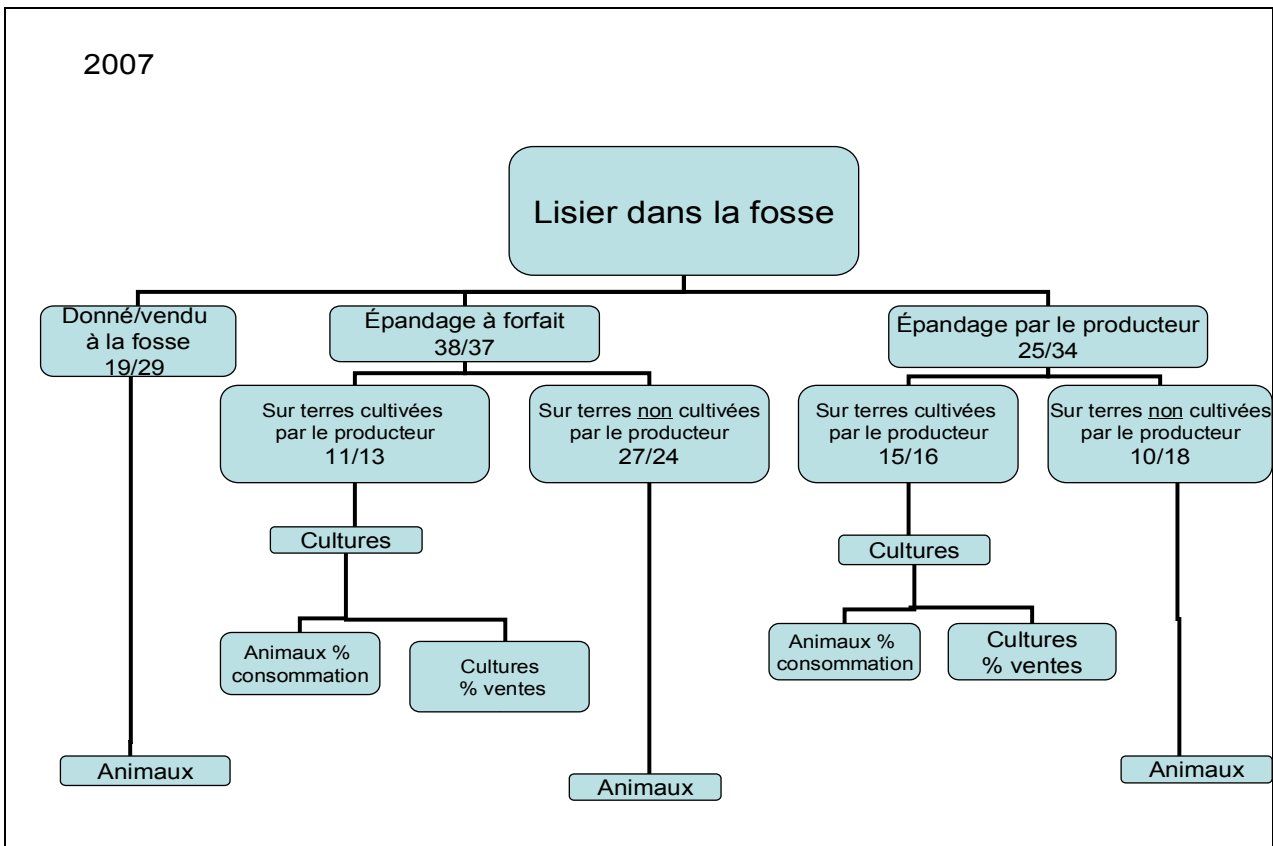 2007
Lisier dans la fosse
Donné/vendu
à la fosse
19/29
Épandage à forfait
38/37
Épandage par le producteur
25/34
Sur terres cultivées
par le producteur
11/13
Sur terres non cultivées
par le producteur
27/24
Sur terres cultivées
par le producteur
15/16
Sur terres non cultivées
par le producteur
10/18
Cultures
Cultures
Animaux %
consommation
Cultures
% ventes
Animaux %
consommation
Cultures
% ventes
Animaux
Animaux
Animaux